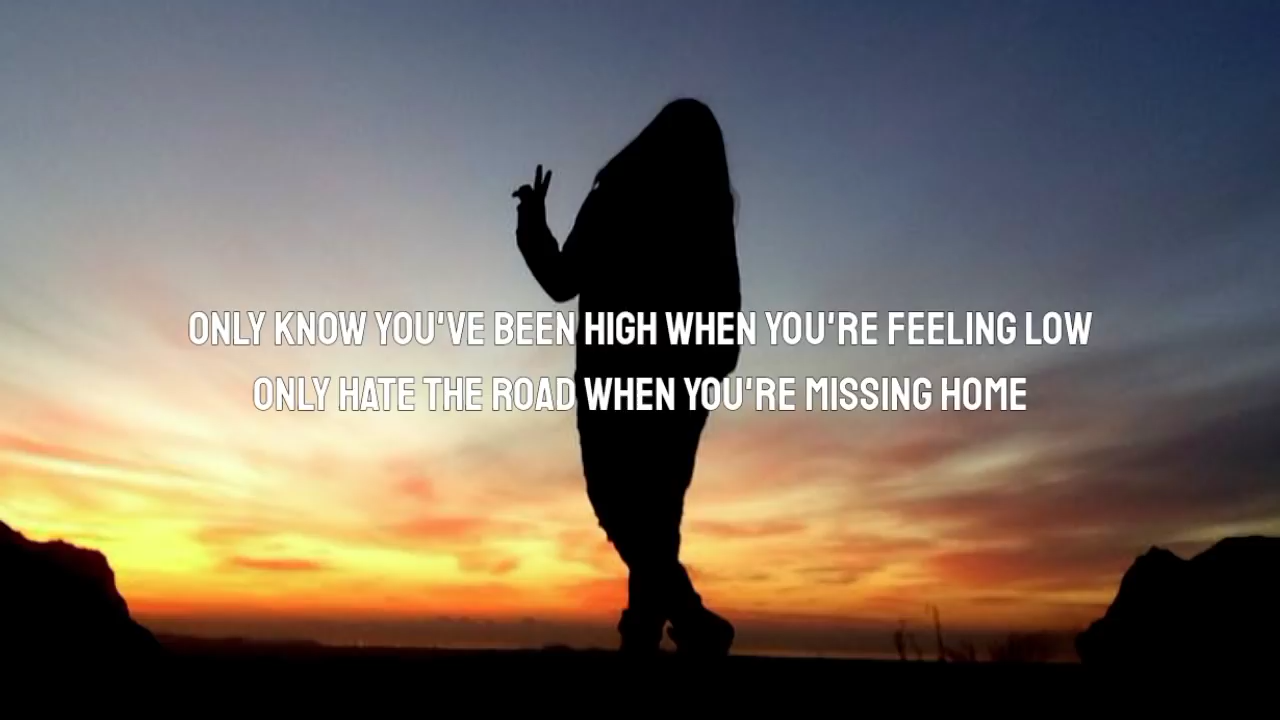 ONLY KNOW YOU'VE BEEN HIGH WHEN YOU'RE FEELING LOW
ONLY HATE THE ROAD WHEN YOU'RE MISSING HOME